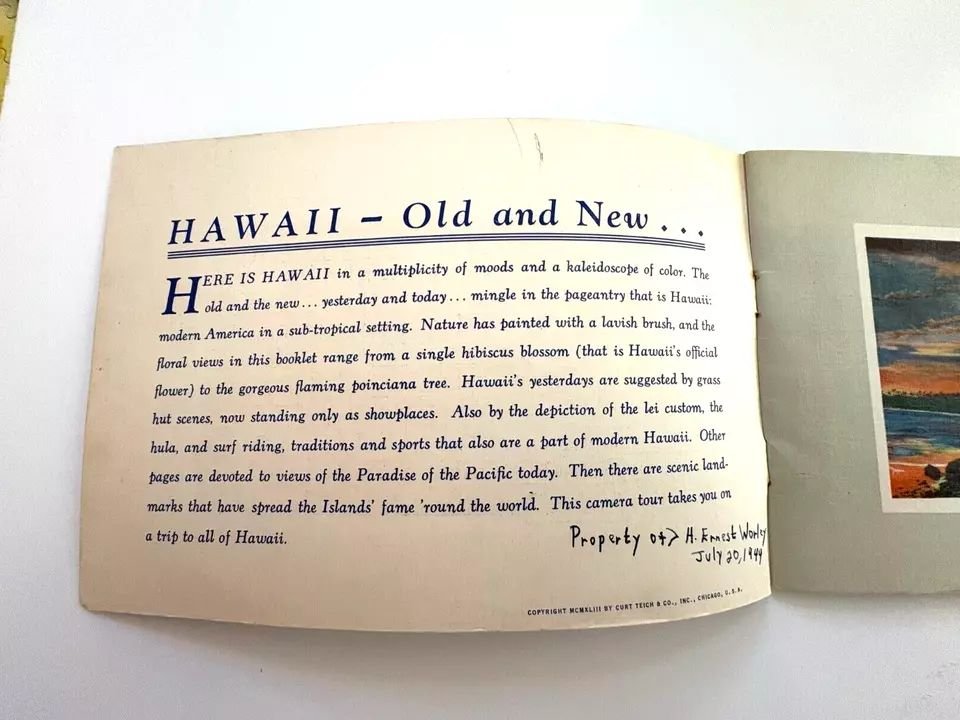 HAWAII – Old and New...
HERE IS HAWAII in a multiplicity of moods and a kaleidoscope of color. The
old and the new... yesterday and today... mingle in the pageantry that is Hawaii:
modern America in a sub-tropical setting. Nature has painted with a lavish brush, and the
floral views in this booklet range from a single hibiscus blossom (that is Hawaii's official
flower) to the gorgeous flaming poinciana tree. Hawaii's yesterdays are suggested by grass
hut scenes, now standing only as showplaces. Also by the depiction of the lei custom, the
hula, and surf riding, traditions and sports that also are a part of modern Hawaii. Other
pages are devoted to views of the Paradise of the Pacific today. Then there are scenic land-
marks that have spread the Islands' fame 'round the world. This camera tour takes you on
a trip to all of Hawaii.
Property of> H. Ernest Worley
July 20, 1944
COPYRIGHT MCMXLIII BY CURT TEICH & CO., INC., CHICAGO, U.S.A.